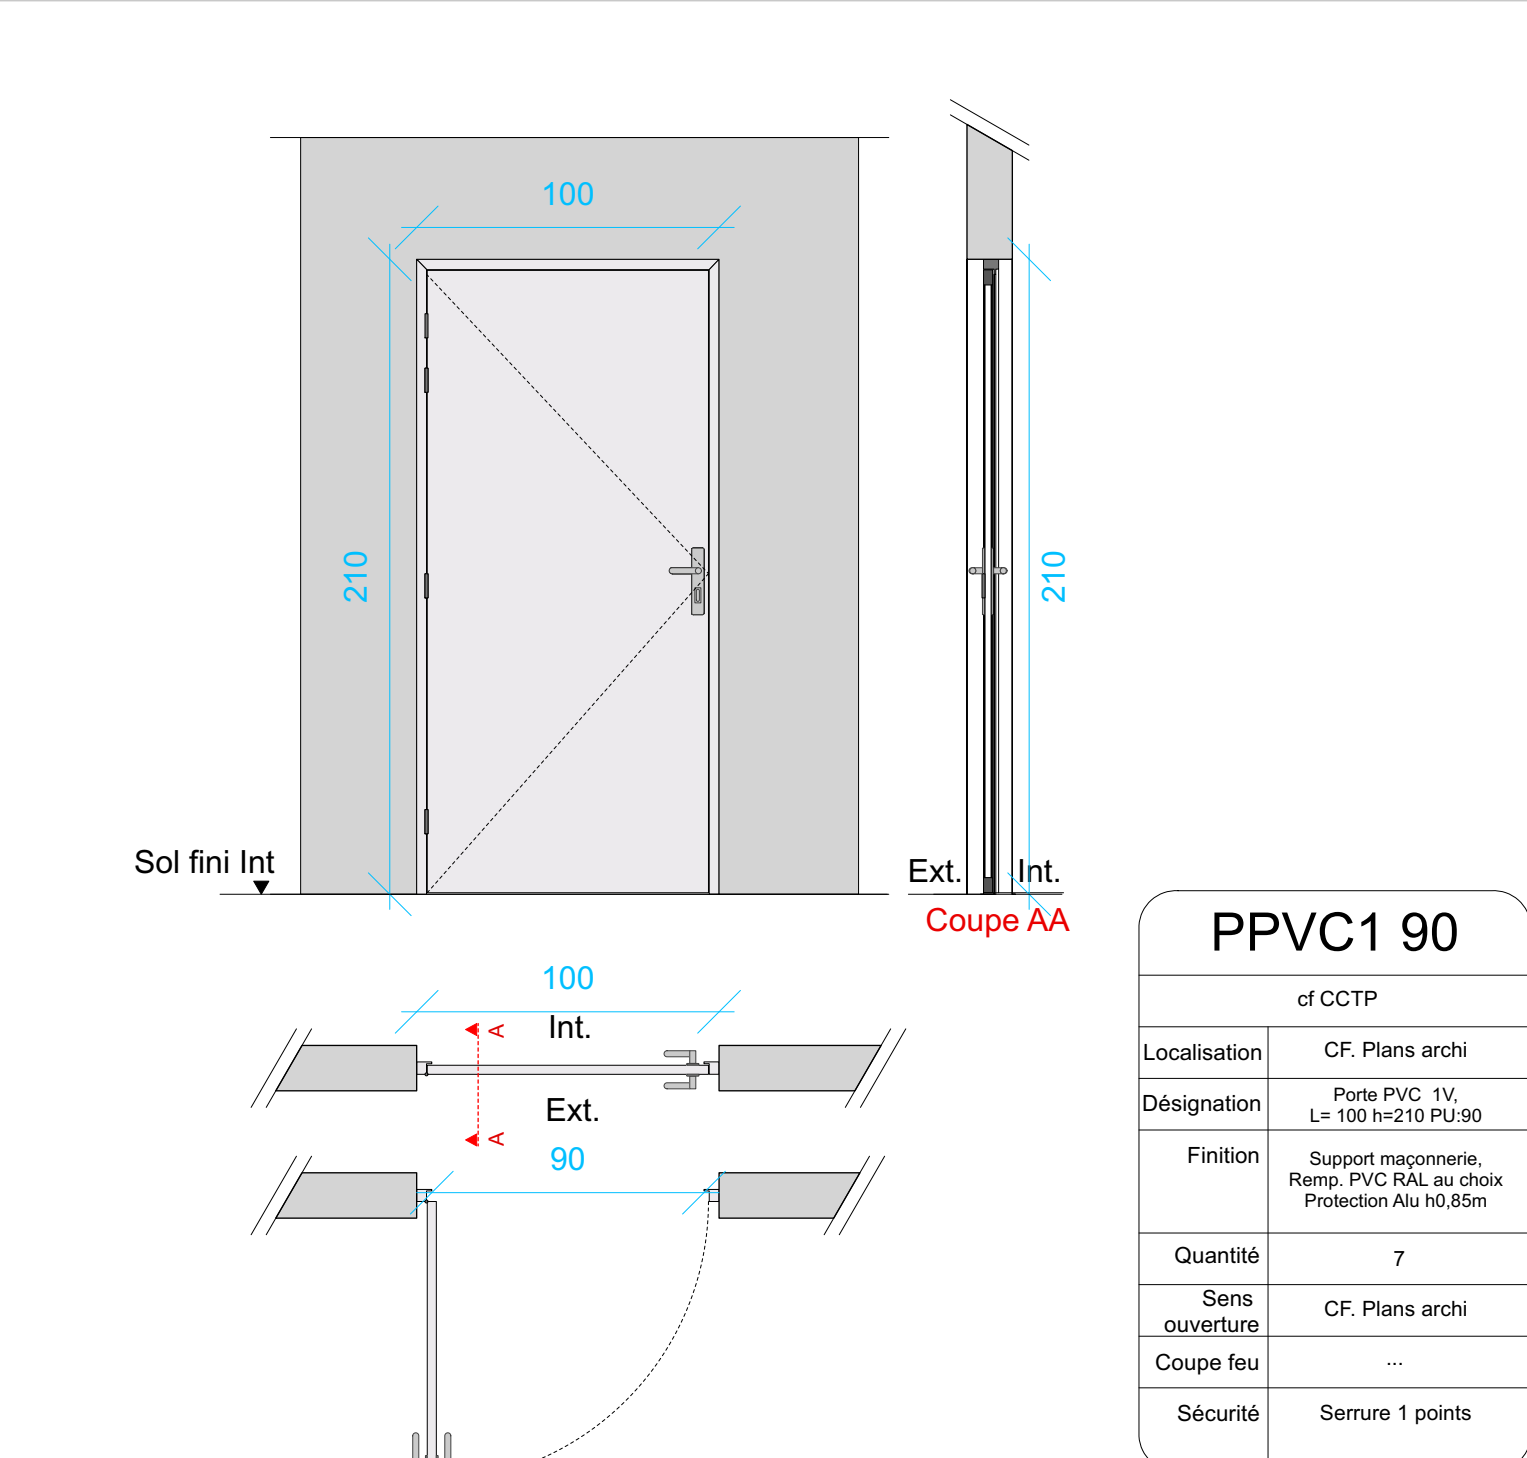 100
210
210
Sol fini Int
Ext.
Int.
Coupe AA
100
A
Int.
Ext.
A
90
PPVC1 90
cf CCTP
Localisation
CF. Plans archi
Désignation
Porte PVC 1V,
L= 100 h=210 PU:90
Finition
Support maçonnerie,
Remp. PVC RAL au choix
Protection Alu h0,85m
Quantité
7
Sens
ouverture
CF. Plans archi
Coupe feu
...
Sécurité
Serrure 1 points